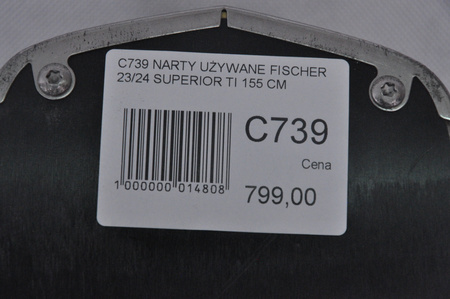 C739 NARTY UŻYWANE FISCHER
23/24 SUPERIOR TI 155 CM
C739
Cena
1 000000 014808
799,00